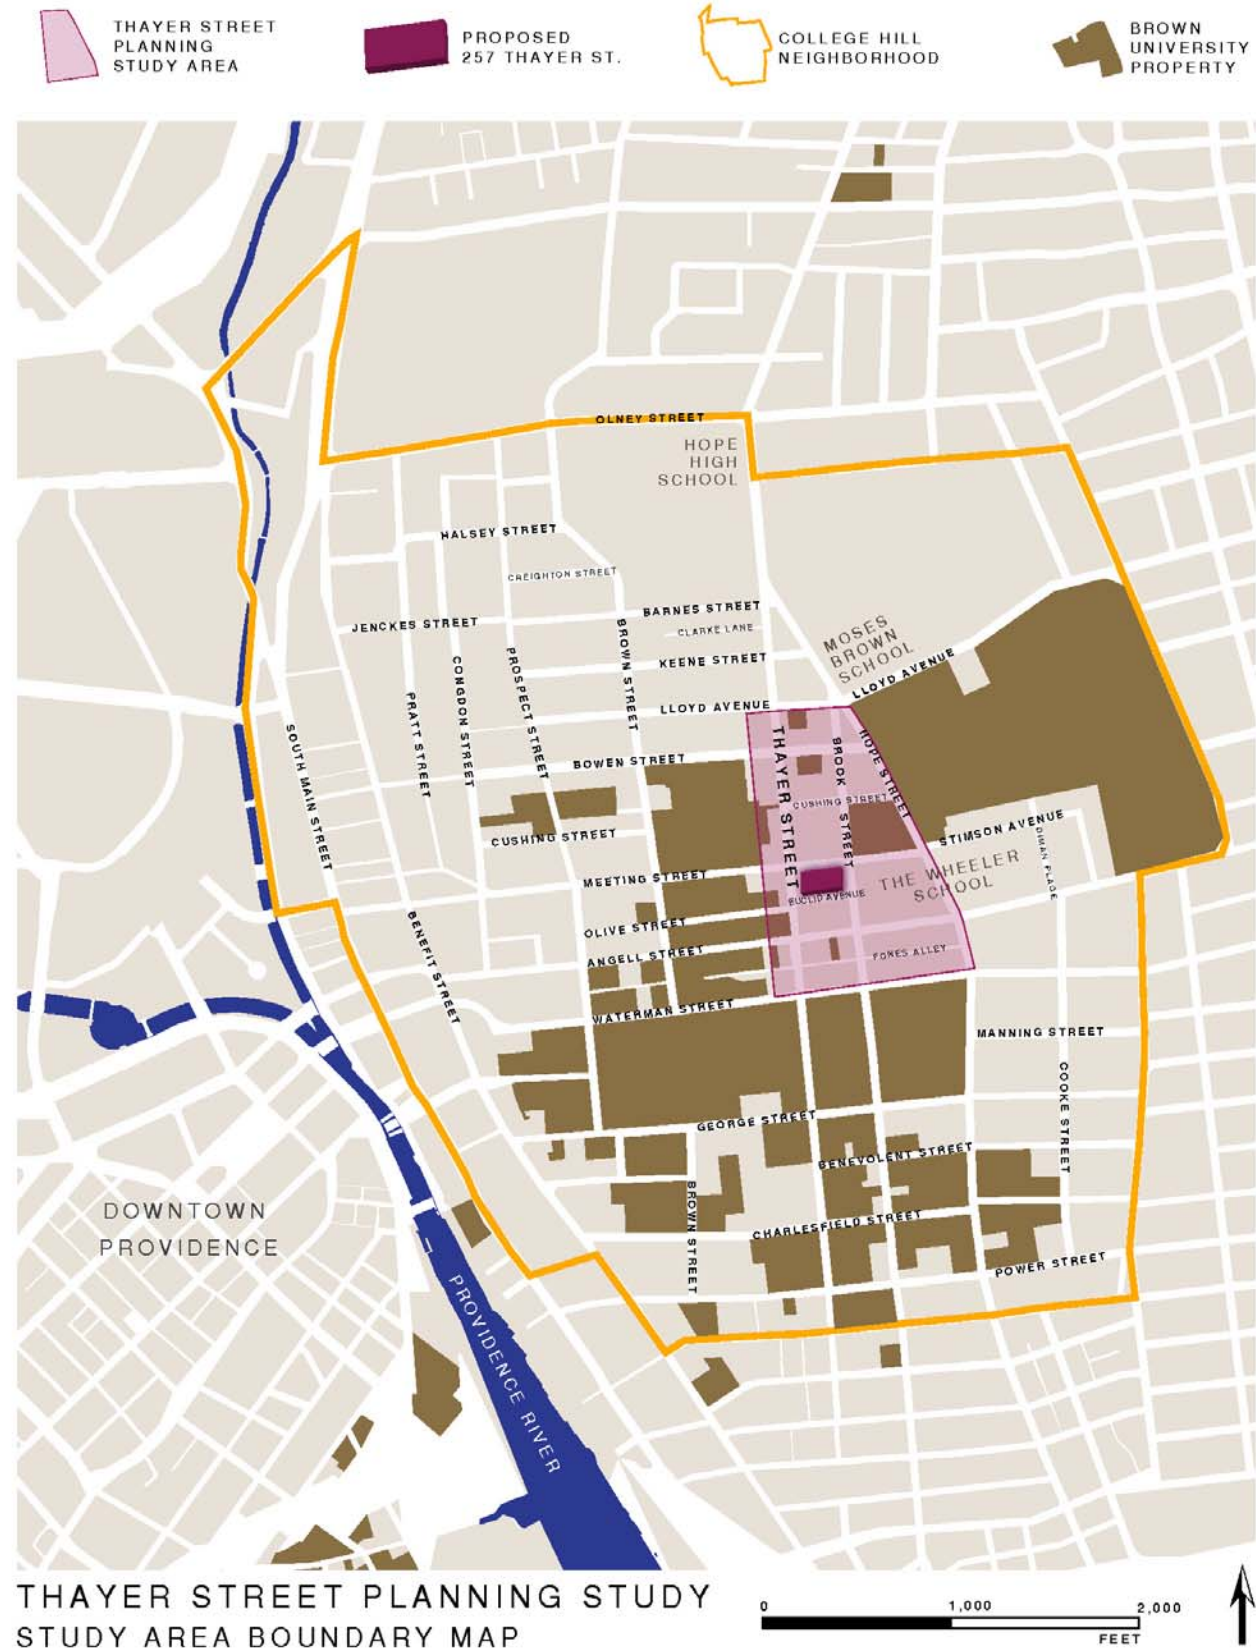 THAYER STREET
PLANNING
STUDY AREA
PROPOSED
257 THAYER ST.
COLLEGE HILL
NEIGHBORHOOD
BROWN
UNIVERSITY
PROPERTY
OLNEY STREET
HOPE
HIGH
SCHOOL
HALSEY STREET
CREIGHTON STREET
BARNES STREET
JENCKES STREET
CLARKE LANE
MOSES
BROWN
SCHOOL
BROWN STREET
KEENE STREET
PROSPECT STREET
CONGDON STREET
LLOYD AVENUE
PRATT STREET
LLOYD AVENUE
SOUTH MAIN STREET
THAYER STREET
BROOK STREET
HOPE STREET
BOWEN STREET
CUSHING STREET
STIMSON AVENUE
DIMAN PLACE
CUSHING STREET
THE WHEELER
SCHOOL
MEETING STREET
EUCLID AVENUE
BENEFIT STREET
OLIVE STREET
ANGELL STREET
FONES ALLEY
WATERMAN STREET
MANNING STREET
COOKE STREET
GEORGE STREET
BENEVOLENT STREET
BROWN STREET
DOWNTOWN
PROVIDENCE
CHARLESFIELD STREET
POWER STREET
PROVIDENCE RIVER
THAYER STREET PLANNING STUDY
STUDY AREA BOUNDARY MAP
0 1,000 2,000
FEET